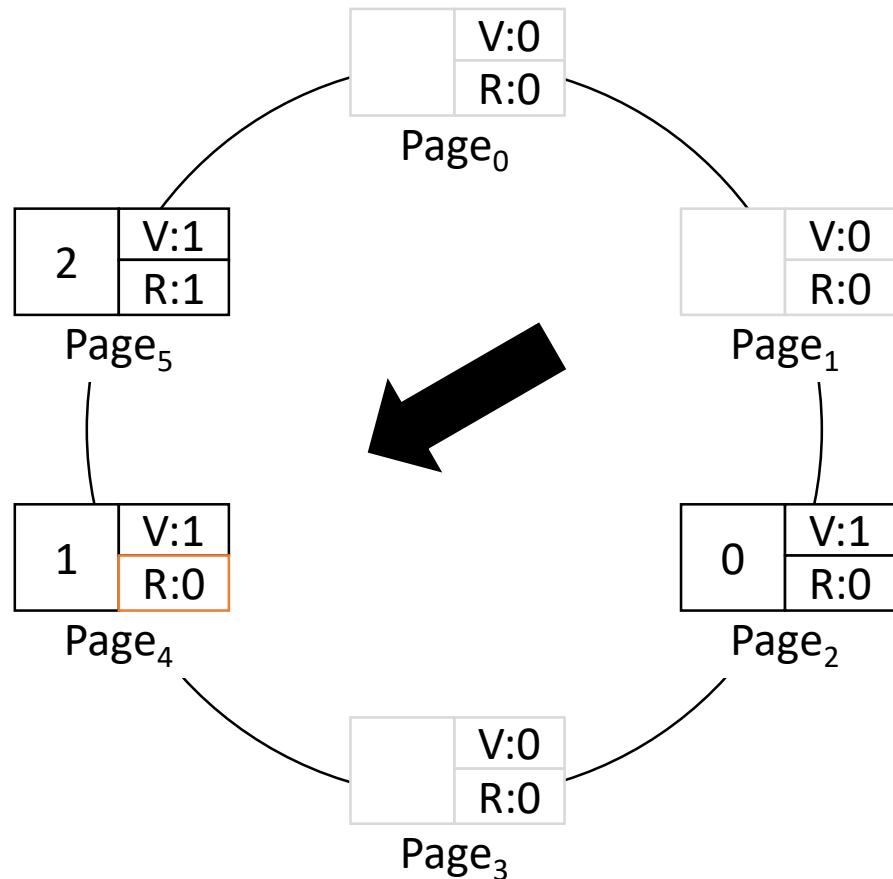 V:0
R:0
Page₀
2
V:1
R:1
Page₅
V:0
R:0
Page₁
1
V:1
R:0
Page₄
0
V:1
R:0
Page₂
V:0
R:0
Page₃